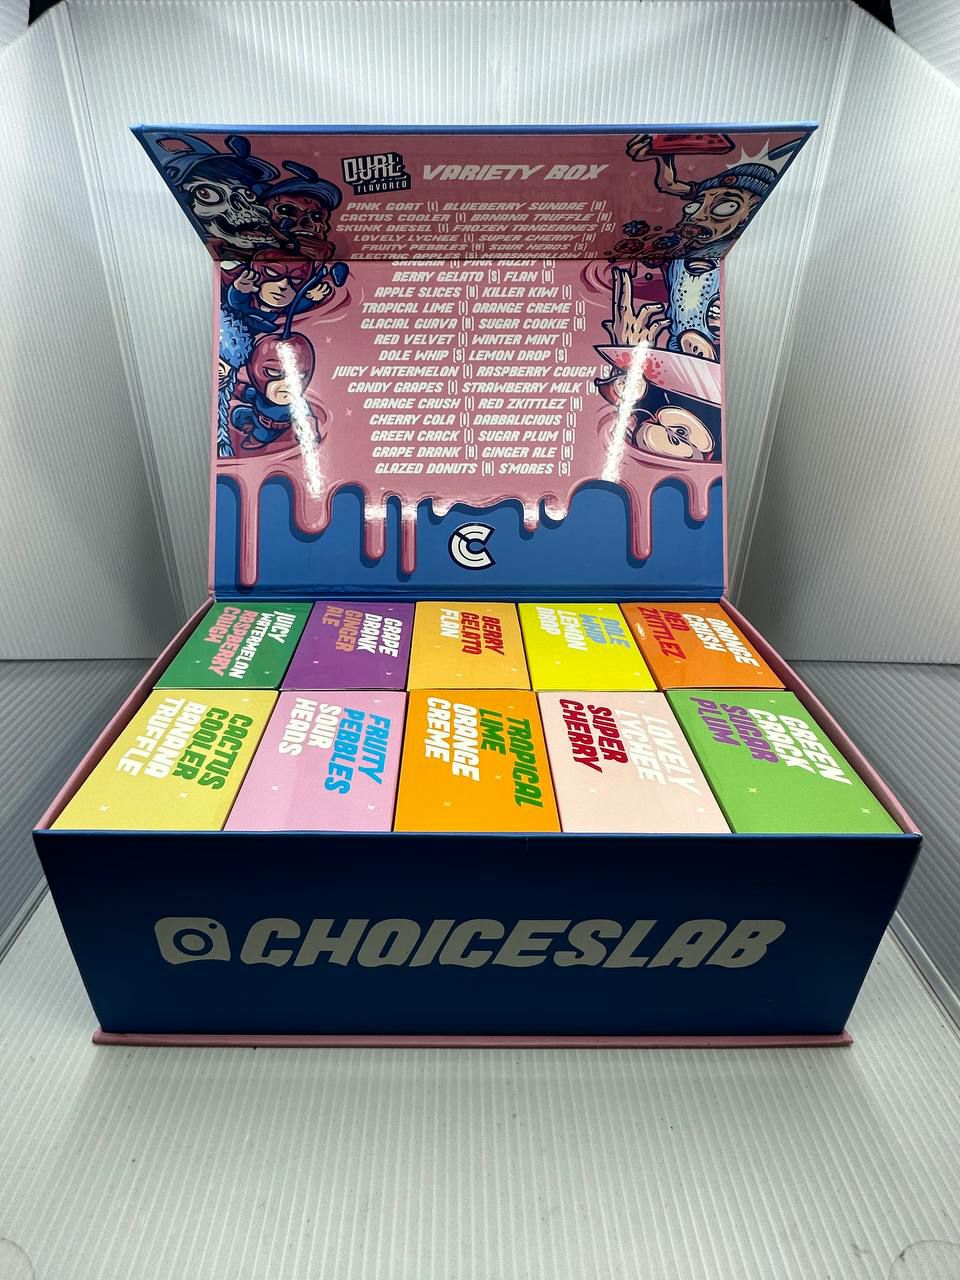 DUAL
FLAVORED
VARIETY BOX
PINK GOAT [I] BLUEBERRY SUNDAE [H]
CACTUS COOLER [I] BANANA TRUFFLE [H]
SKUNK DIESEL [I] FROZEN TANGERINES [S]
LOVELY LYCHEE [I] SUPER CHERRY [H]
FRUITY PEBBLES [H] SOUR HEADS [S]
ELECTRIC APPLES [S] MARSHMALLOW [H]
BERRY GELATO [S] FLAN [H]
APPLE SLICES [H] KILLER KIWI [I]
TROPICAL LIME [I] ORANGE CREME [I]
GLACIAL GUAVA [H] SUGAR COOKIE [H]
RED VELVET [I] WINTER MINT [I]
DOLE WHIP [S] LEMON DROP [S]
JUICY WATERMELON [I] RASPBERRY COUGH [S]
CANDY GRAPES [I] STRAWBERRY MILK [H]
ORANGE CRUSH [I] RED ZKITTLEZ [H]
CHERRY COLA [I] DABBALICIOUS [I]
GREEN CRACK [I] SUGAR PLUM [H]
GRAPE DRANK [H] GINGER ALE [H]
GLAZED DONUTS [H] S'MORES [S]
JUICY
WATERMELON
RASPBERRY
COUGH
GRAPE
DRANK
GINGER
ALE
BERRY
GELATO
FLAN
DOLE
WHIP
LEMON
DROP
ORANGE
CRUSH
RED
ZKITTLEZ
CACTUS
COOLER
BANANA
TRUFFLE
FRUITY
PEBBLES
SOUR
HEADS
TROPICAL
LIME
ORANGE
CREME
LOVELY
LYCHEE
SUPER
CHERRY
GREEN
CRACK
SUGAR
PLUM
CHOICESLAB